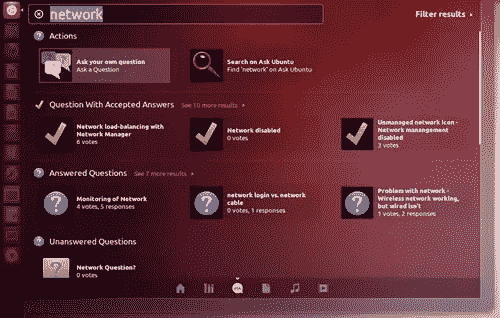 network
Filter results
Actions
Ask your own question
Ask a Question
Search on Ask Ubuntu
Find 'network' on Ask Ubuntu
Question With Accepted Answers See 10 more results
Network load-balancing with
Network Manager
6 votes
Network disabled
0 votes
Unmanaged network icon -
Network manangement
disabled
3 votes
Answered Questions See 7 more results
Monitoring of Network
4 votes, 5 responses
network login vs. network
cable
0 votes, 1 responses
Problem with network -
Wireless network working,
but wired isn't
1 votes, 2 responses
Unanswered Questions
Network Question?
0 votes